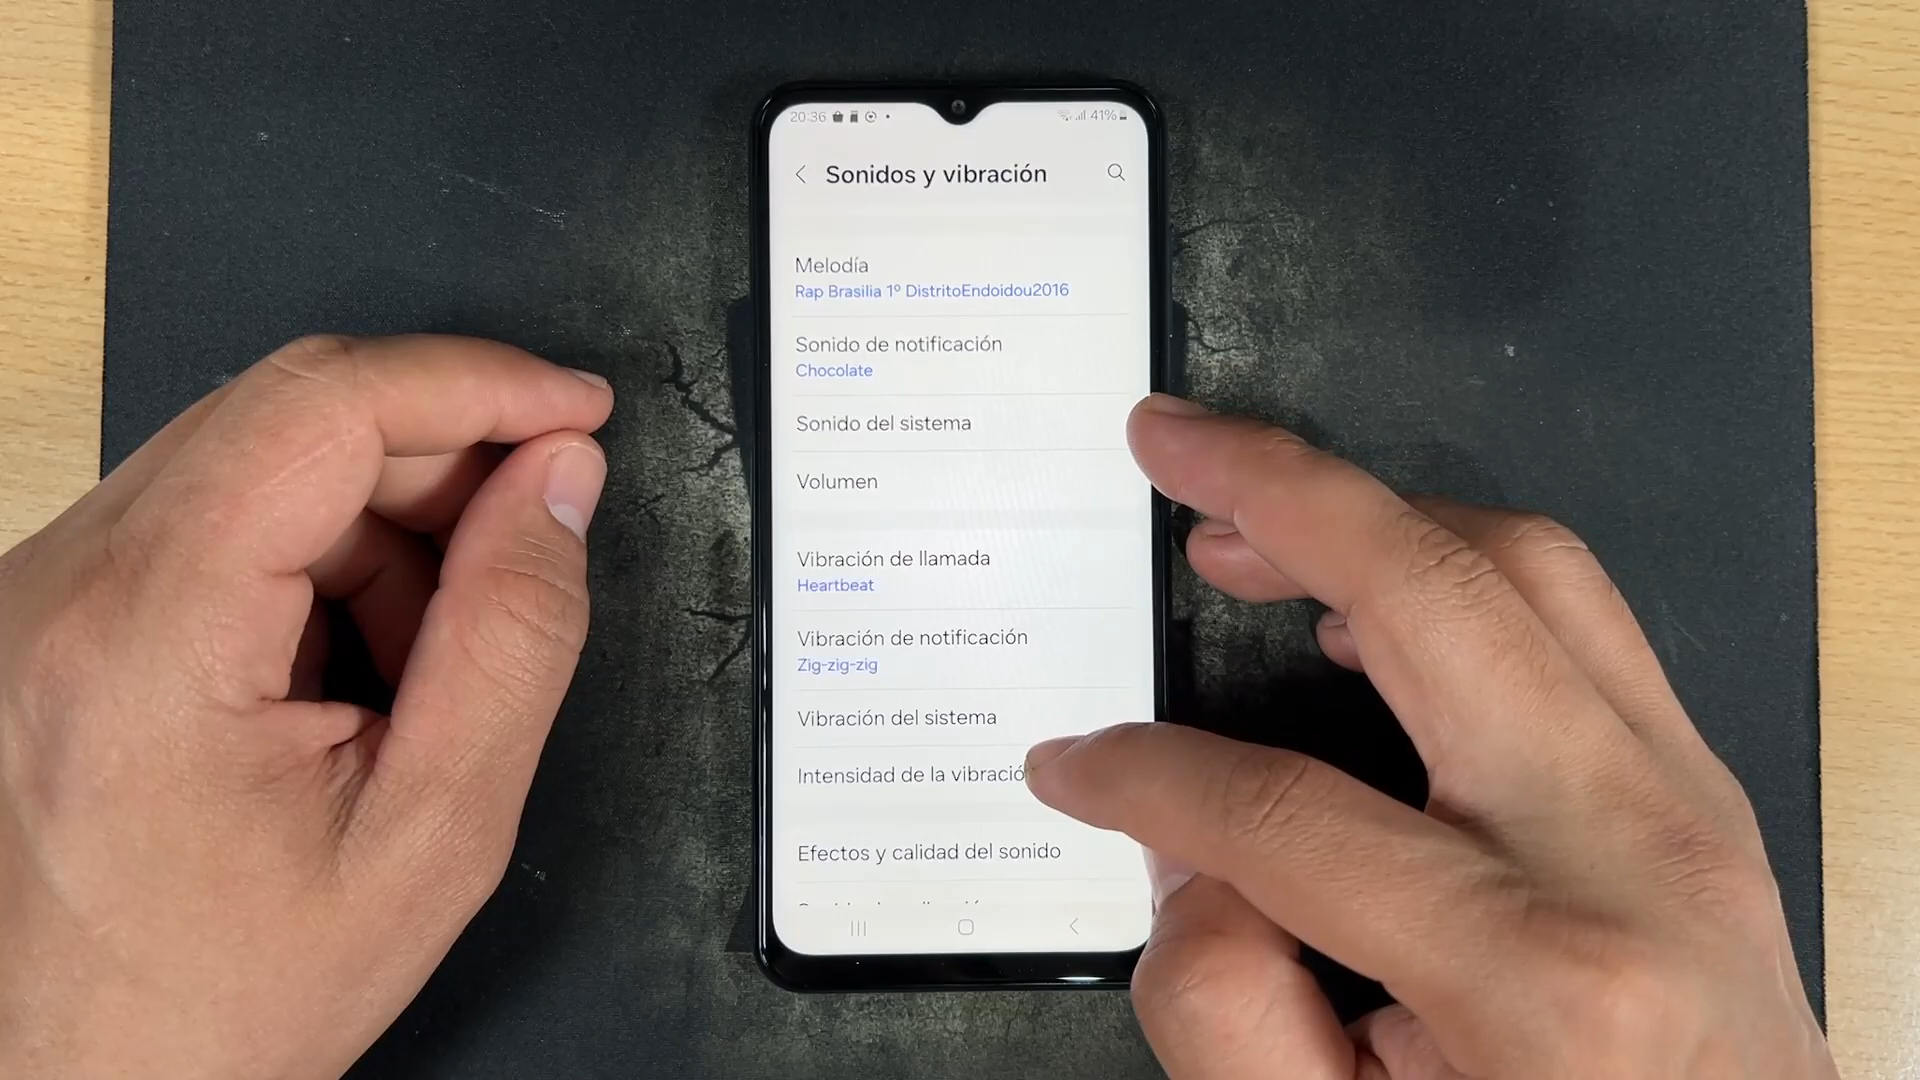 20:36 41%
Sonidos y vibración
Melodía
Rap Brasilia 1º DistritoEndoidou2016
Sonido de notificación
Chocolate
Sonido del sistema
Volumen
Vibración de llamada
Heartbeat
Vibración de notificación
Zig-zig-zig
Vibración del sistema
Intensidad de la vibració
Efectos y calidad del sonido